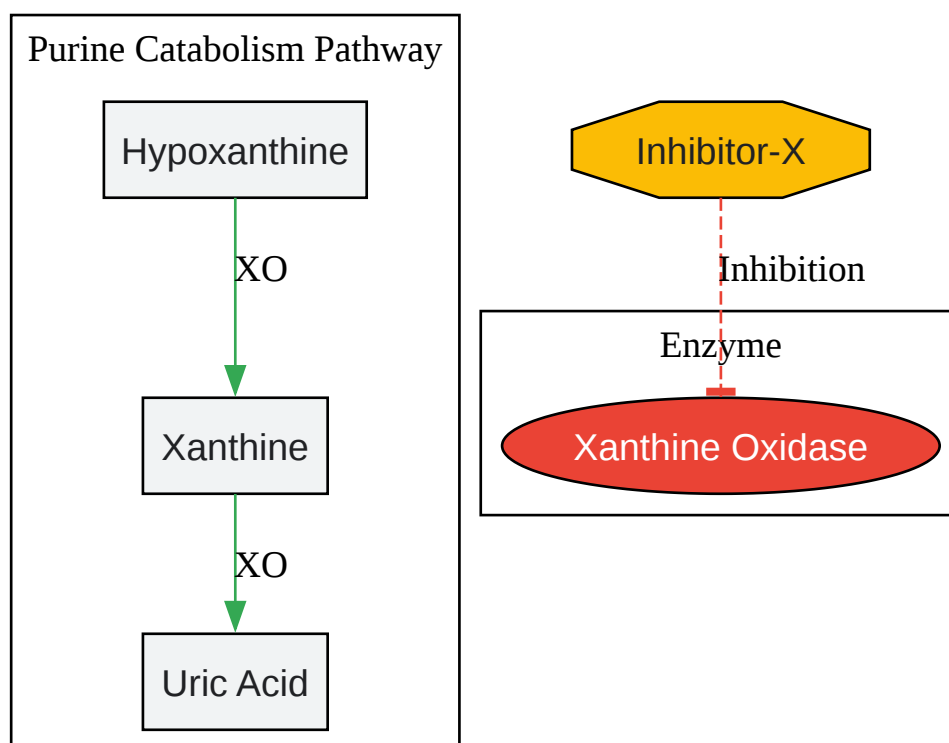 Purine Catabolism Pathway
Hypoxanthine
XO
Xanthine
XO
Uric Acid
Inhibitor-X
Inhibition
Enzyme
Xanthine Oxidase